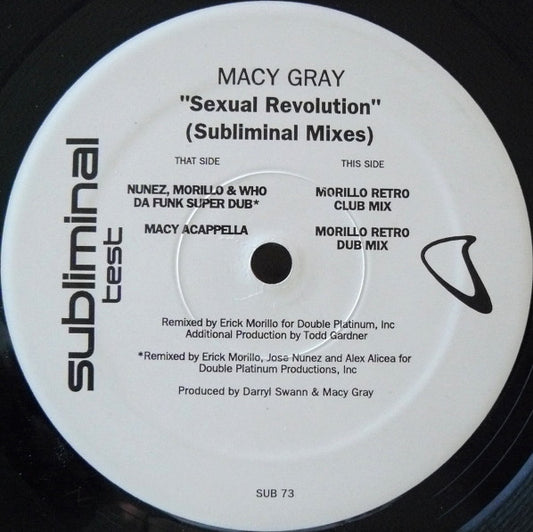 MACY GRAY
"Sexual Revolution"
(Subliminal Mixes)
THAT SIDE
NUNEZ, MORILLO & WHO
DA FUNK SUPER DUB*
MACY ACAPPELLA
THIS SIDE
MORILLO RETRO
CLUB MIX
MORILLO RETRO
DUB MIX
subliminal
test
Remixed by Erick Morillo for Double Platinum, Inc
Additional Production by Todd Gardner
*Remixed by Erick Morillo, Jose Nunez and Alex Alicea for
Double Platinum Productions, Inc
Produced by Darryl Swann & Macy Gray
SUB 73